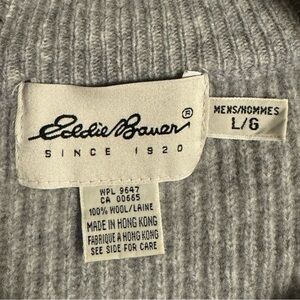 Eddie Bauer®
SINCE 1920
MENS/HOMMES
L/G
WPL 9647
CA 00665
100% WOOL/LAINE
MADE IN HONG KONG
FABRIQUE A HONG KONG
SEE SIDE FOR CARE